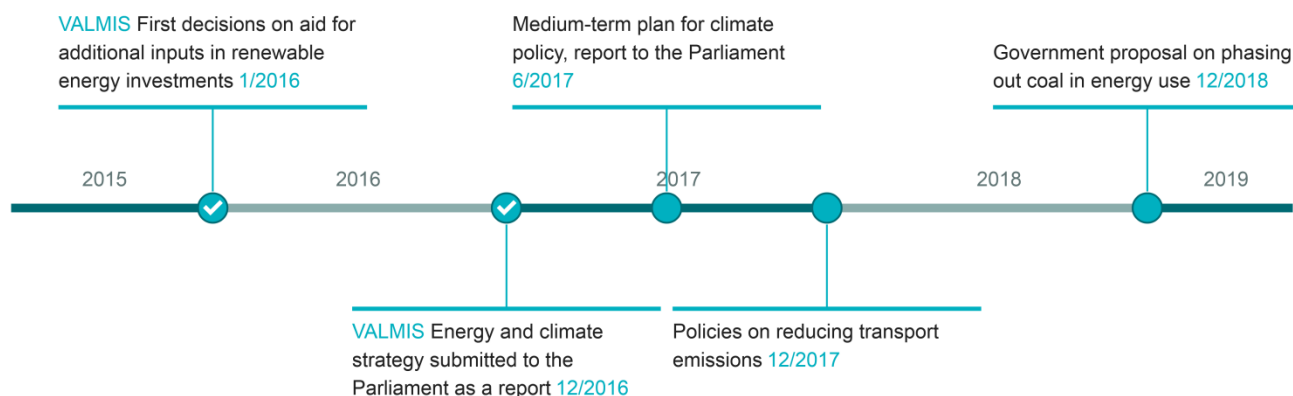 VALMIS First decisions on aid for
additional inputs in renewable
energy investments 1/2016
Medium-term plan for climate
policy, report to the Parliament
6/2017
Government proposal on phasing
out coal in energy use 12/2018
2015
2016
2017
2018
2019
VALMIS Energy and climate
strategy submitted to the
Parliament as a report 12/2016
Policies on reducing transport
emissions 12/2017